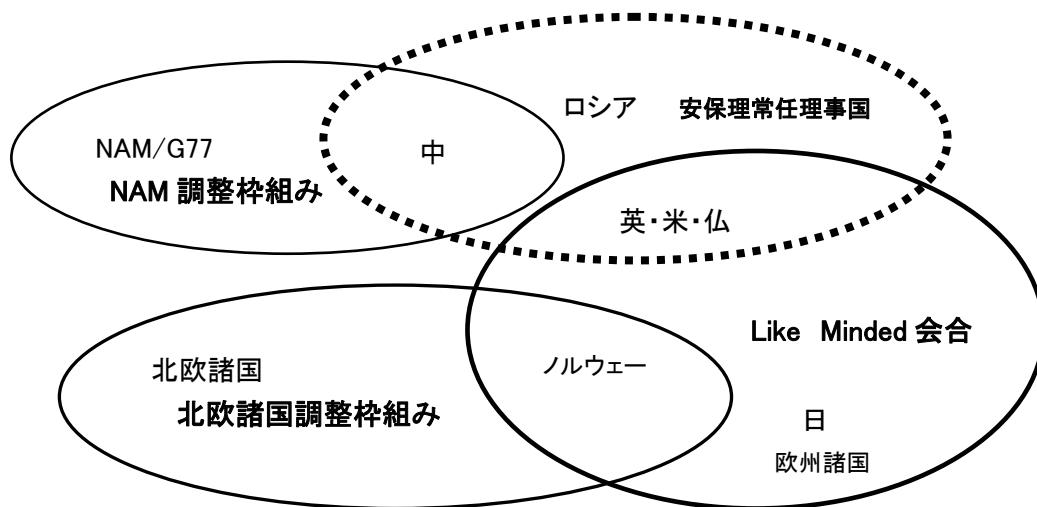 ロシア 安保理常任理事国
NAM/G77
中
NAM 調整枠組み
英・米・仏
Like Minded 会合
北欧諸国
ノルウェー
北欧諸国調整枠組み
日
欧州諸国